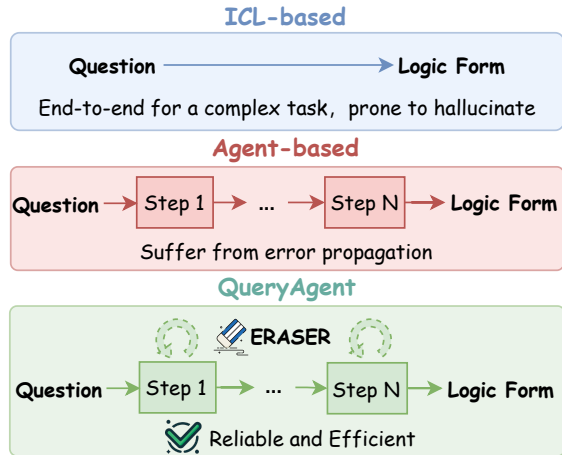 ICL-based
Question Logic Form
End-to-end for a complex task, prone to hallucinate
Agent-based
Question Step 1 ... Step N Logic Form
Suffer from error propagation
QueryAgent
ERASER
Question Step 1 ... Step N Logic Form
Reliable and Efficient